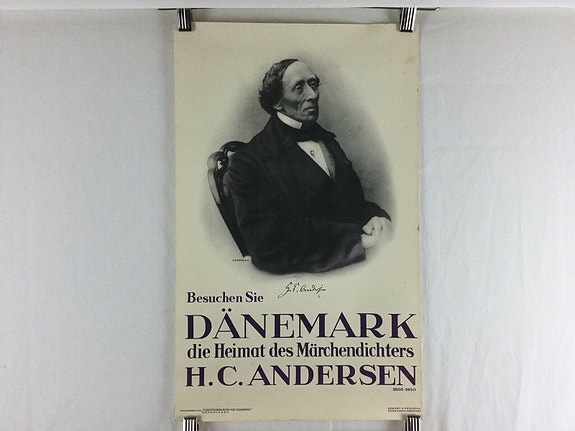 Besuchen Sie
DÄNEMARK
die Heimat des Märchendichters
H. C. ANDERSEN